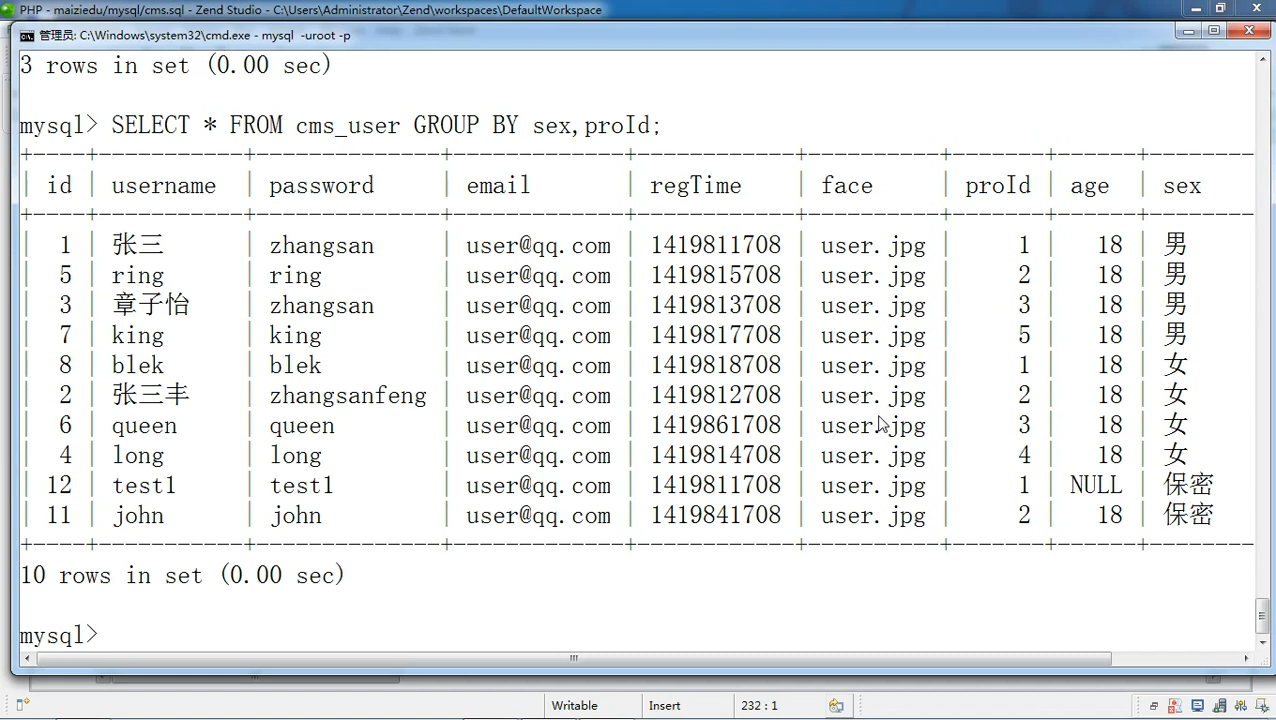 PHP - maiziedu/mysql/cms.sql - Zend Studio - C:\Users\Administrator\Zend\workspaces\DefaultWorkspace
管理员: C:\Windows\system32\cmd.exe - mysql -uroot -p
3 rows in set (0.00 sec)
mysql> SELECT * FROM cms_user GROUP BY sex,proId;
+----+-----------+-------------+-------------+------------+----------+-------+------+--------
| id | username | password | email | regTime | face | proId | age | sex
+----+-----------+-------------+-------------+------------+----------+-------+------+--------
| 1 | 张三 | zhangsan | user@qq.com | 1419811708 | user.jpg | 1 | 18 | 男
| 5 | ring | ring | user@qq.com | 1419815708 | user.jpg | 2 | 18 | 男
| 3 | 章子怡 | zhangsan | user@qq.com | 1419813708 | user.jpg | 3 | 18 | 男
| 7 | king | king | user@qq.com | 1419817708 | user.jpg | 5 | 18 | 男
| 8 | blek | blek | user@qq.com | 1419818708 | user.jpg | 1 | 18 | 女
| 2 | 张三丰 | zhangsanfeng | user@qq.com | 1419812708 | user.jpg | 2 | 18 | 女
| 6 | queen | queen | user@qq.com | 1419861708 | user.jpg | 3 | 18 | 女
| 4 | long | long | user@qq.com | 1419814708 | user.jpg | 4 | 18 | 女
| 12 | test1 | test1 | user@qq.com | 1419811708 | user.jpg | 1 | NULL | 保密
| 11 | john | john | user@qq.com | 1419841708 | user.jpg | 2 | 18 | 保密
+----+-----------+-------------+-------------+------------+----------+-------+------+--------
10 rows in set (0.00 sec)
mysql>
Writable Insert 232 : 1